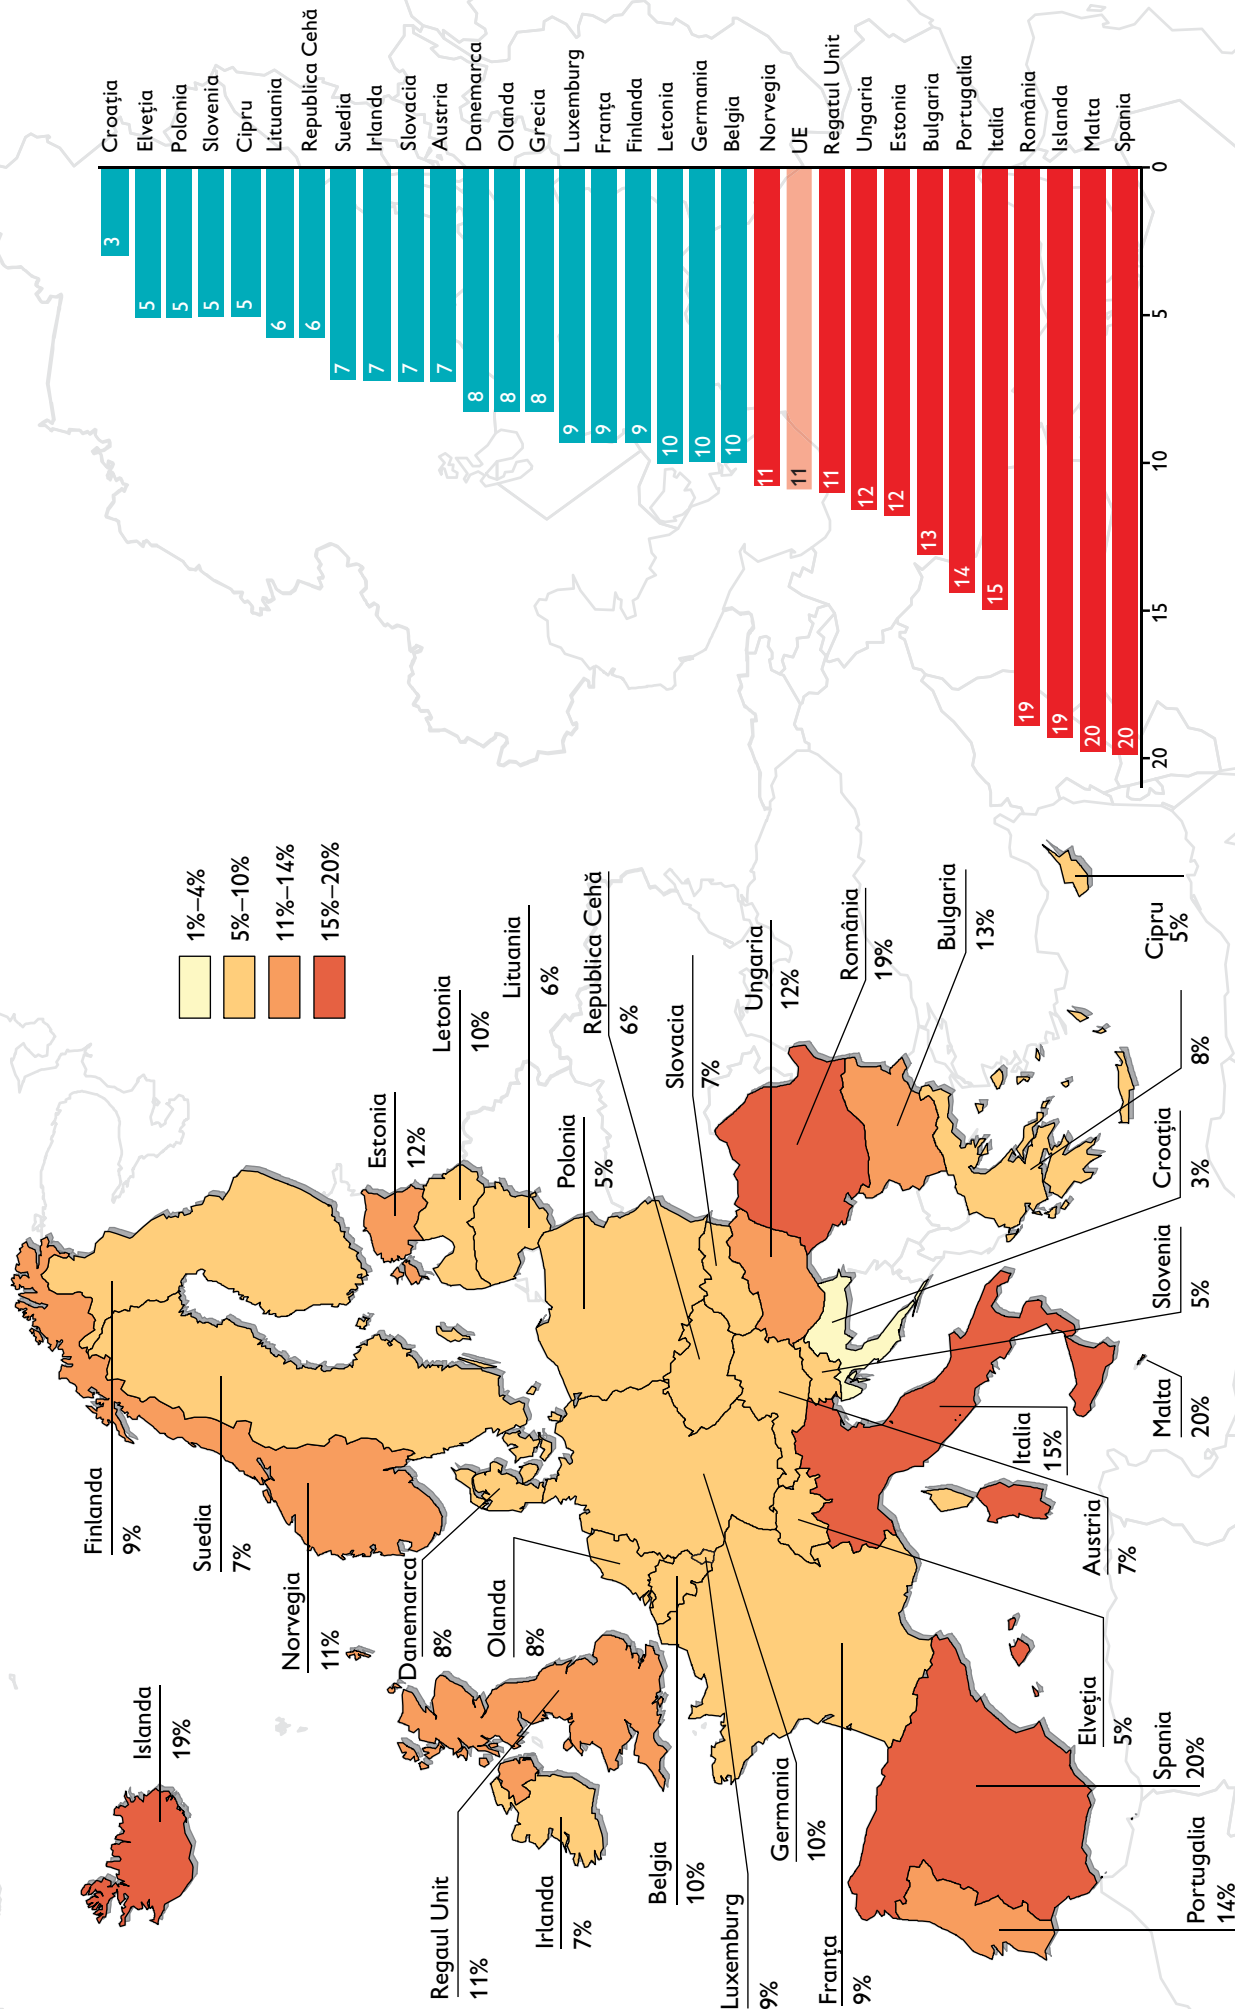 Islanda
19%
Norvegia
11%
Suedia
7%
Finlanda
9%
Estonia
12%
Letonia
10%
Lituania
6%
Polonia
5%
Republica Cehă
6%
Slovacia
7%
Ungaria
12%
România
19%
Bulgaria
13%
Cipru
5%
8%
Croația
3%
Slovenia
5%
Malta
20%
Italia
15%
Austria
7%
Elveția
5%
Spania
20%
Portugalia
14%
Franța
9%
Luxemburg
9%
Germania
10%
Belgia
10%
Irlanda
7%
Regaul Unit
11%
Olanda
8%
Danemarca
8%
1%–4%
5%–10%
11%–14%
15%–20%
Croația
3
Elveția
5
Polonia
5
Slovenia
5
Cipru
5
Lituania
6
Republica Cehă
6
Suedia
7
Irlanda
7
Slovacia
7
Austria
7
Danemarca
8
Olanda
8
Grecia
8
Luxemburg
9
Franța
9
Finlanda
9
Letonia
10
Germania
10
Belgia
10
Norvegia
11
UE
11
Regatul Unit
11
Ungaria
12
Estonia
12
Bulgaria
13
Portugalia
14
Italia
15
România
19
Islanda
19
Malta
20
Spania
20
0
5
10
15
20